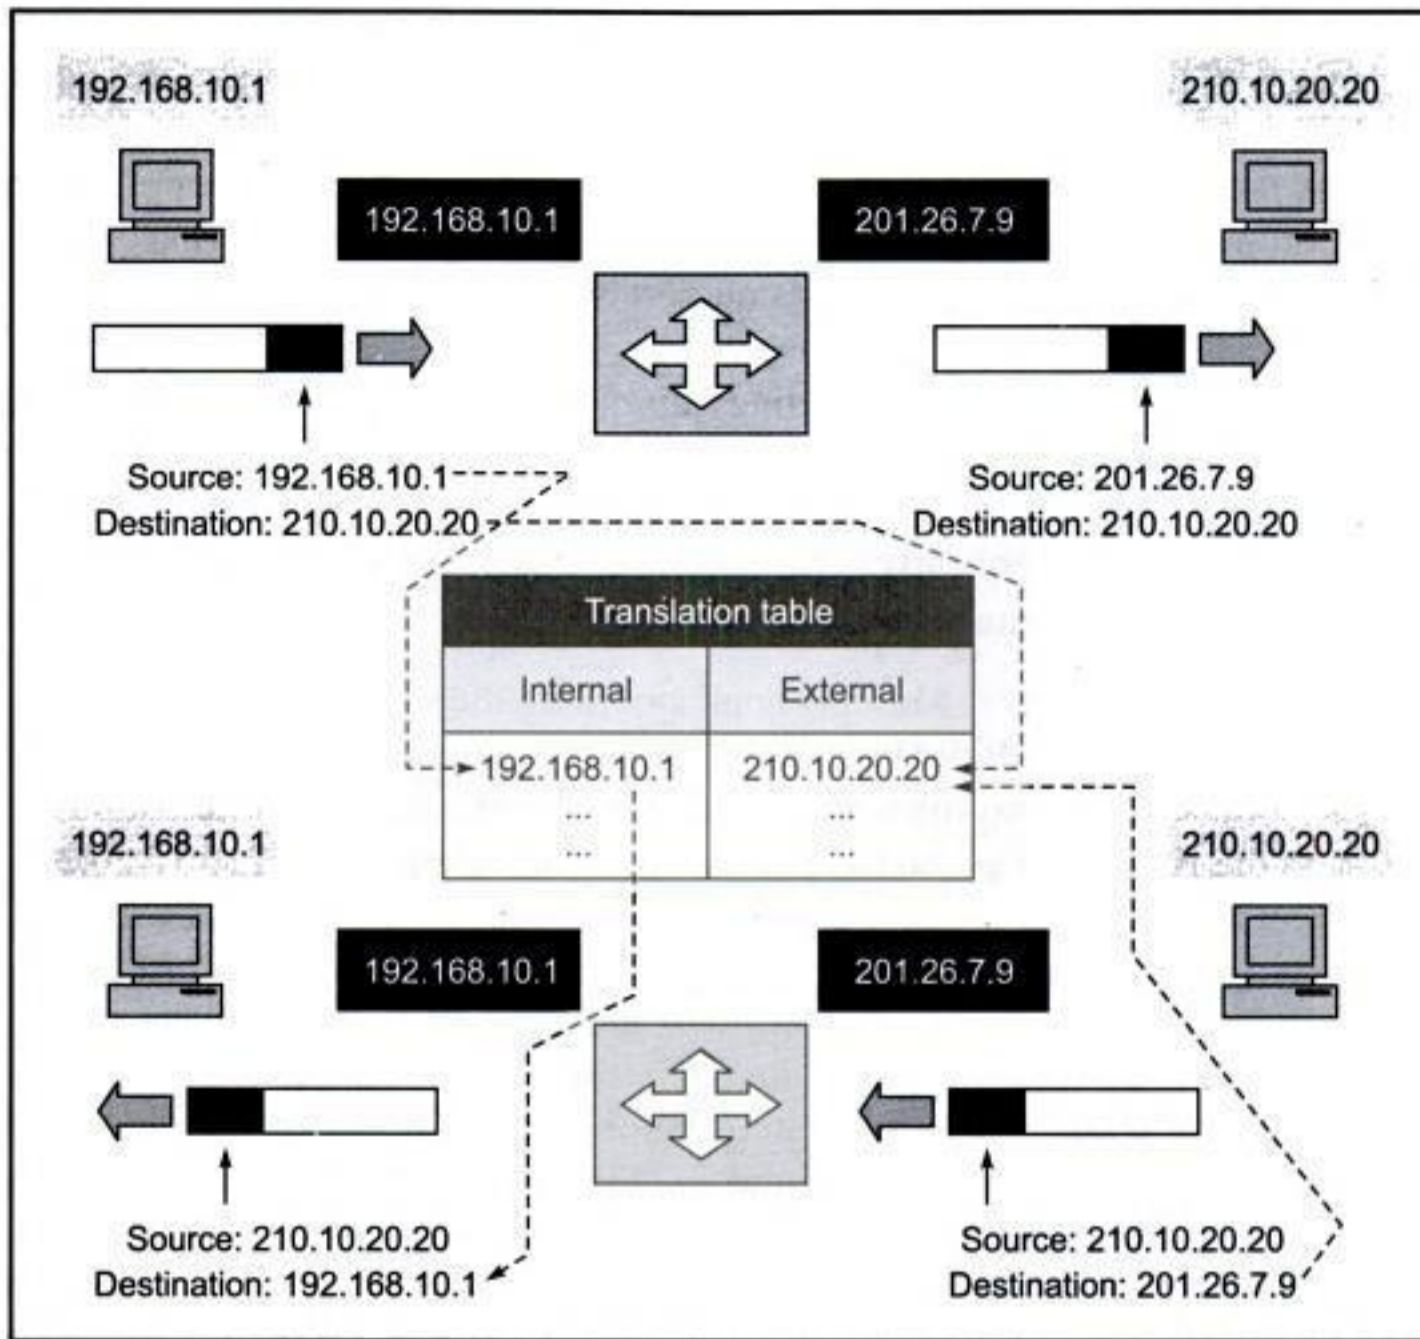 192.168.10.1
210.10.20.20
192.168.10.1
201.26.7.9
Source: 192.168.10.1
Destination: 210.10.20.20
Source: 201.26.7.9
Destination: 210.10.20.20
Translation table
Internal
External
192.168.10.1
210.10.20.20
...
...
...
...
192.168.10.1
210.10.20.20
192.168.10.1
201.26.7.9
Source: 210.10.20.20
Destination: 192.168.10.1
Source: 210.10.20.20
Destination: 201.26.7.9